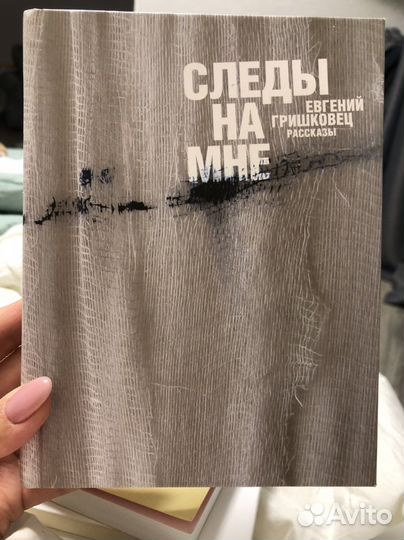 СЛЕДЫ
НА
МНЕ
ЕВГЕНИЙ
ГРИШКОВЕЦ
РАССКАЗЫ
Avito